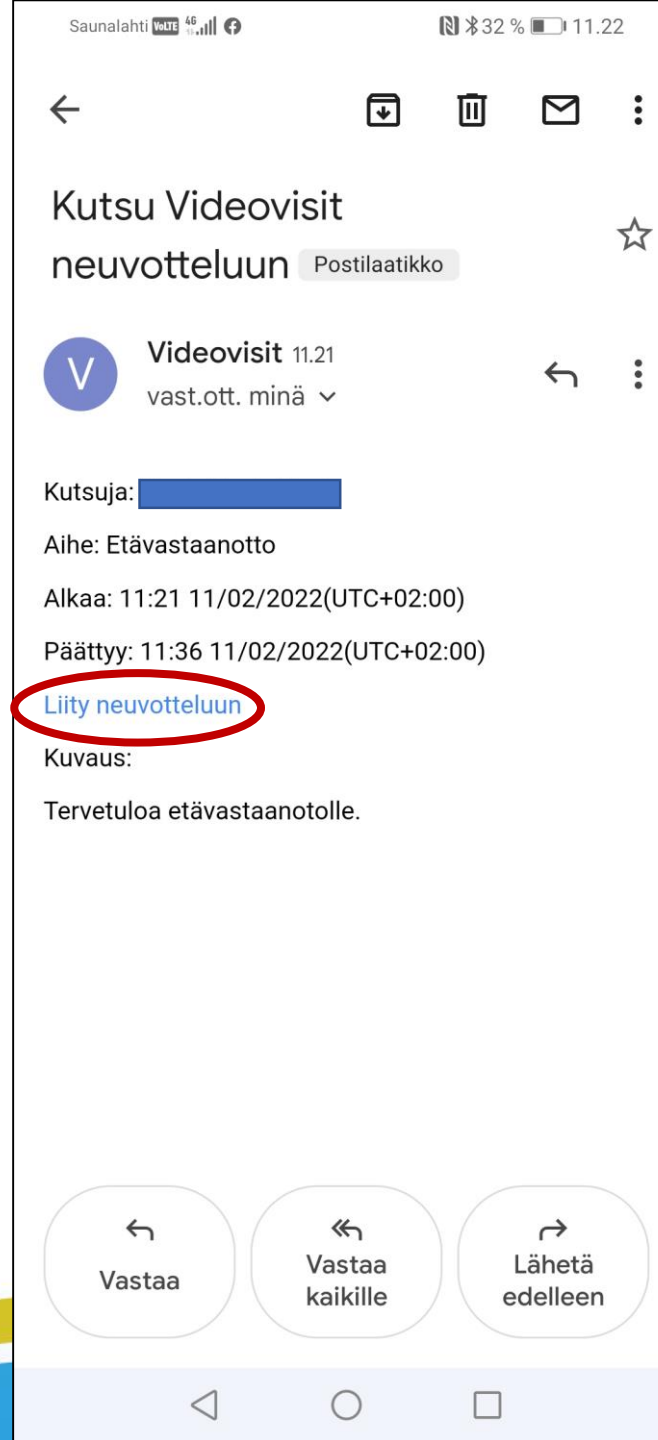 Saunalahti VoLTE 4G 32 % 11.22
Kutsu Videovisit
neuvotteluun Postilaatikko
V
Videovisit 11.21
vast.ott. minä
Kutsuja:
Aihe: Etävastaanotto
Alkaa: 11:21 11/02/2022(UTC+02:00)
Päättyy: 11:36 11/02/2022(UTC+02:00)
Liity neuvotteluun
Kuvaus:
Tervetuloa etävastaanotolle.
Vastaa
Vastaa
kaikille
Lähetä
edelleen